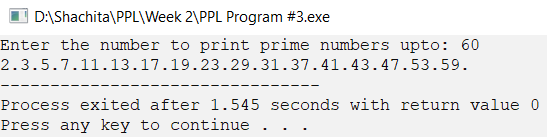 D:\Shachita\PPL\Week 2\PPL Program #3.exe
Enter the number to print prime numbers upto: 60
2.3.5.7.11.13.17.19.23.29.31.37.41.43.47.53.59.
--------------------------------
Process exited after 1.545 seconds with return value 0
Press any key to continue . . .